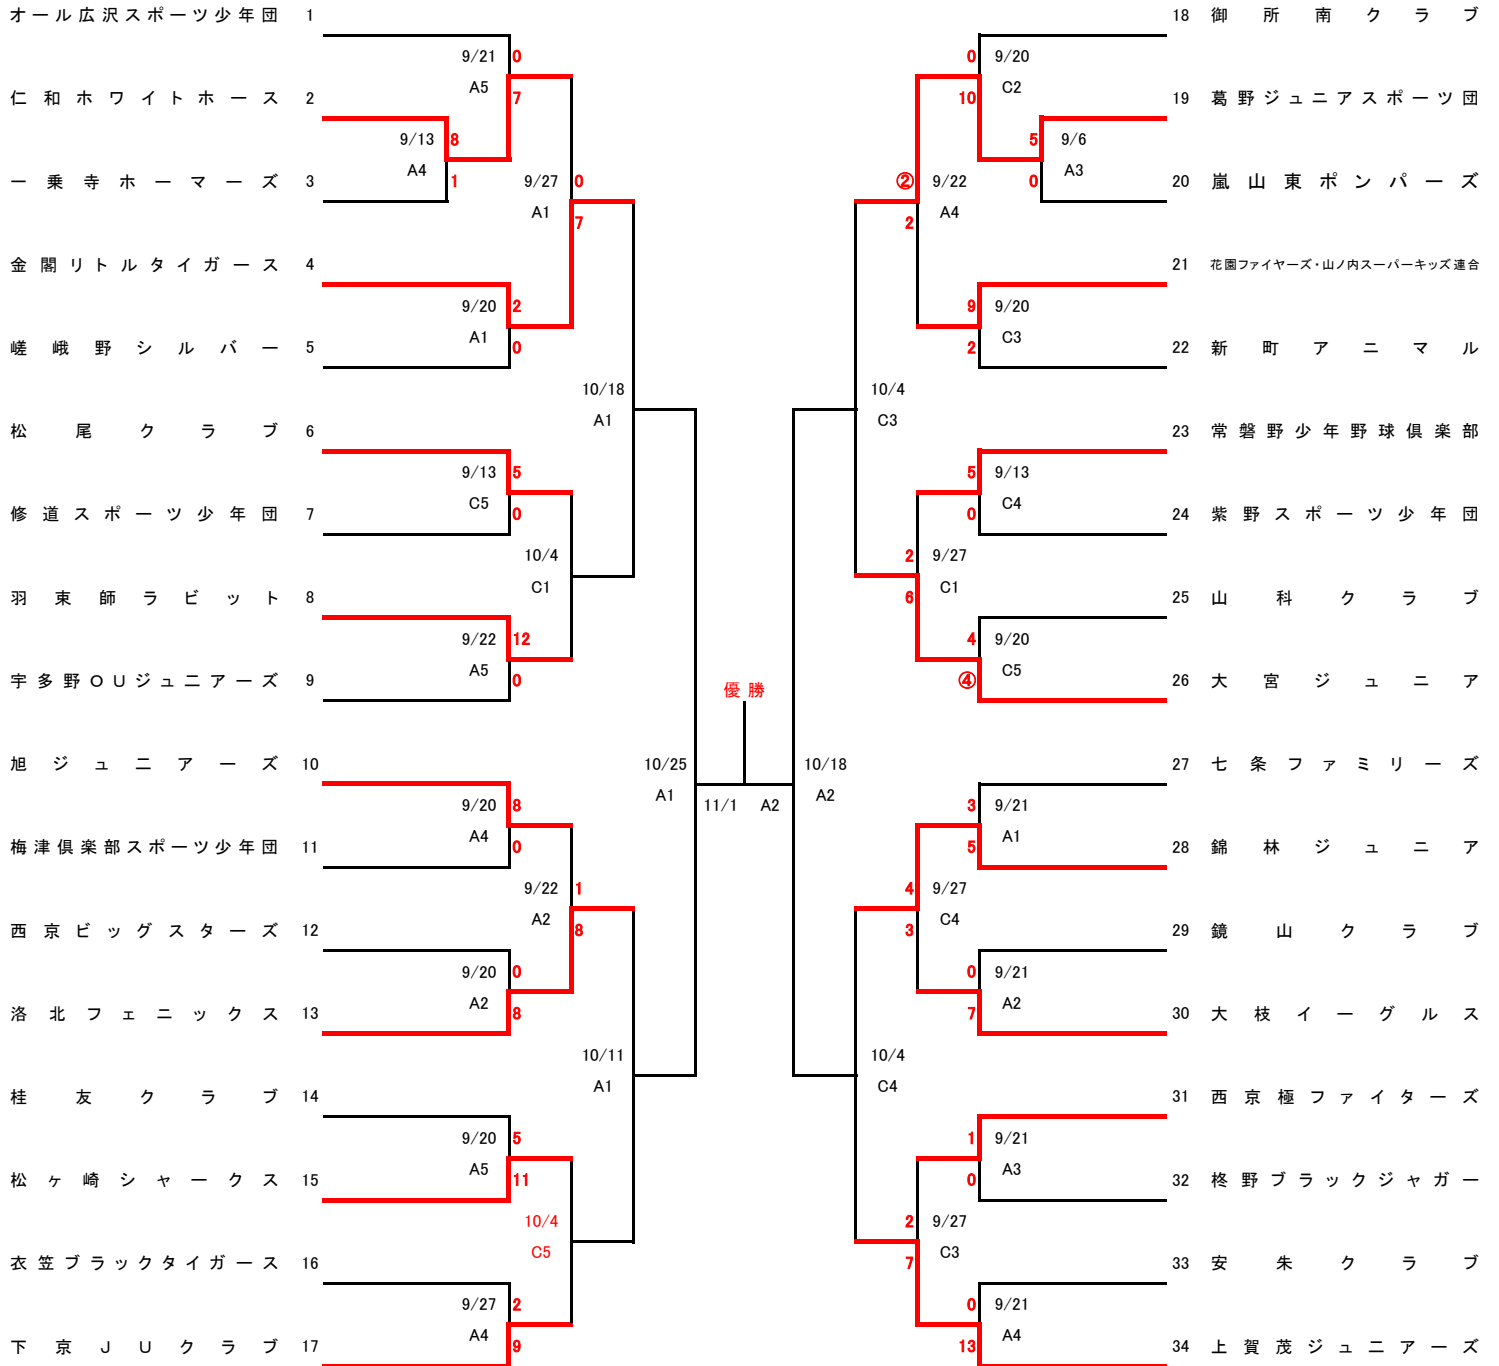 オール広沢スポーツ少年団 1
9/21 0
A5 7
仁和ホワイトホース 2
9/13 8
A4 1
一乗寺ホーマーズ 3
9/27 0
A1 7
金閣リトルタイガース 4
9/20 2
A1 0
嵯峨野シルバー 5
10/18
A1
松尾クラブ 6
9/13 5
C5 0
修道スポーツ少年団 7
10/4
C1
羽束師ラビット 8
9/22 12
A5 0
宇多野OUジュニアーズ 9
旭ジュニアーズ 10
10/25
A1
9/20 8
A4 0
梅津倶楽部スポーツ少年団 11
9/22 1
A2 8
西京ビッグスターズ 12
9/20 0
A2 8
洛北フェニックス 13
10/11
A1
桂友クラブ 14
9/20 5
A5 11
松ヶ崎シャークス 15
10/4
C5
衣笠ブラックタイガース 16
9/27 2
A4 9
下京JUクラブ 17
優勝
11/1 A2
18 御所南クラブ
0 9/20
10 C2
19 葛野ジュニアスポーツ団
5 9/6
0 A3
20 嵐山東ポンパーズ
② 9/22
2 A4
21 花園ファイヤーズ・山ノ内スーパーキッズ連合
9 9/20
2 C3
22 新町アニマル
10/4
C3
23 常磐野少年野球倶楽部
5 9/13
0 C4
24 紫野スポーツ少年団
2 9/27
6 C1
25 山科クラブ
4 9/20
④ C5
26 大宮ジュニア
10/18
A2
27 七条ファミリーズ
3 9/21
5 A1
28 錦林ジュニア
4 9/27
3 C4
29 鏡山クラブ
0 9/21
7 A2
30 大枝イーグルス
10/4
C4
31 西京極ファイターズ
1 9/21
0 A3
32 柊野ブラックジャガー
2 9/27
7 C3
33 安朱クラブ
0 9/21
13 A4
34 上賀茂ジュニアーズ